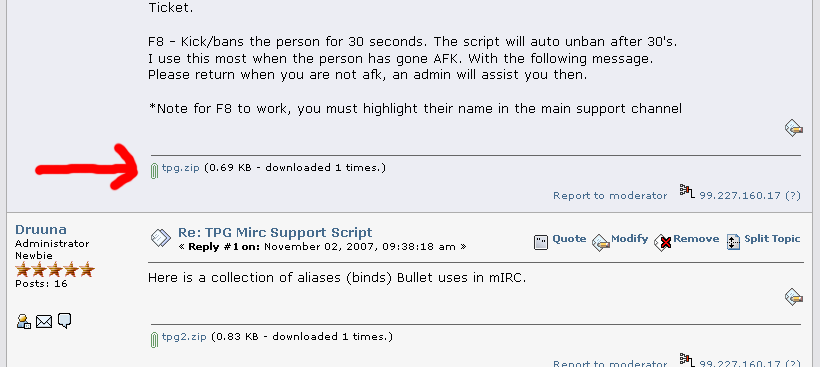 Ticket.
F8 - Kick/bans the person for 30 seconds. The script will auto unban after 30's.
I use this most when the person has gone AFK. With the following message.
Please return when you are not afk, an admin will assist you then.
*Note for F8 to work, you must highlight their name in the main support channel
tpg.zip (0.69 KB - downloaded 1 times.)
Report to moderator 99.227.160.17 (?)
Druuna
Administrator
Newbie
Posts: 16
Re: TPG Mirc Support Script
« Reply #1 on: November 02, 2007, 09:38:18 am »
Quote Modify Remove Split Topic
Here is a collection of aliases (binds) Bullet uses in mIRC.
tpg2.zip (0.83 KB - downloaded 1 times.)
Report to moderator 99.227.160.17 (?)